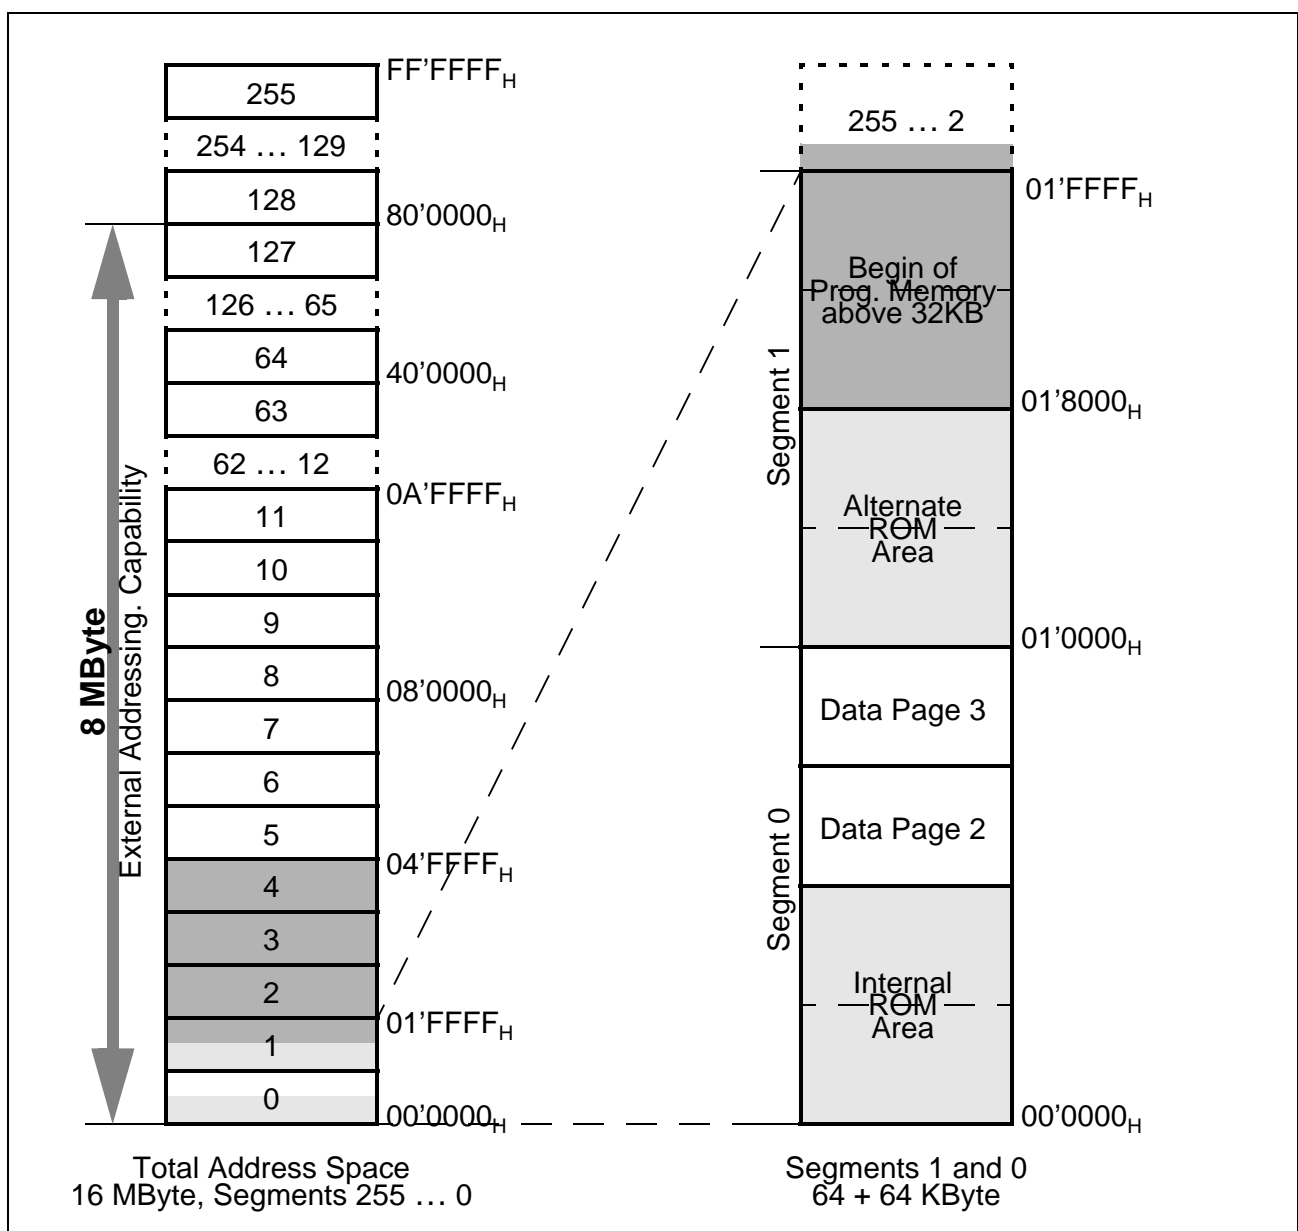 FF’FFFFH
255
254 … 129
128
80’0000H
127
126 … 65
64
40’0000H
63
62 … 12
0A’FFFFH
11
10
9
8
08’0000H
7
6
5
04’FFFFH
4
3
2
01’FFFFH
1
0
00’0000H
8 MByte
External Addressing. Capability
Total Address Space
16 MByte, Segments 255 … 0
255 … 2
01’FFFFH
Begin of
Prog. Memory
above 32KB
Segment 1
01’8000H
Alternate
ROM
Area
01’0000H
Data Page 3
Data Page 2
Segment 0
Internal
ROM
Area
00’0000H
Segments 1 and 0
64 + 64 KByte